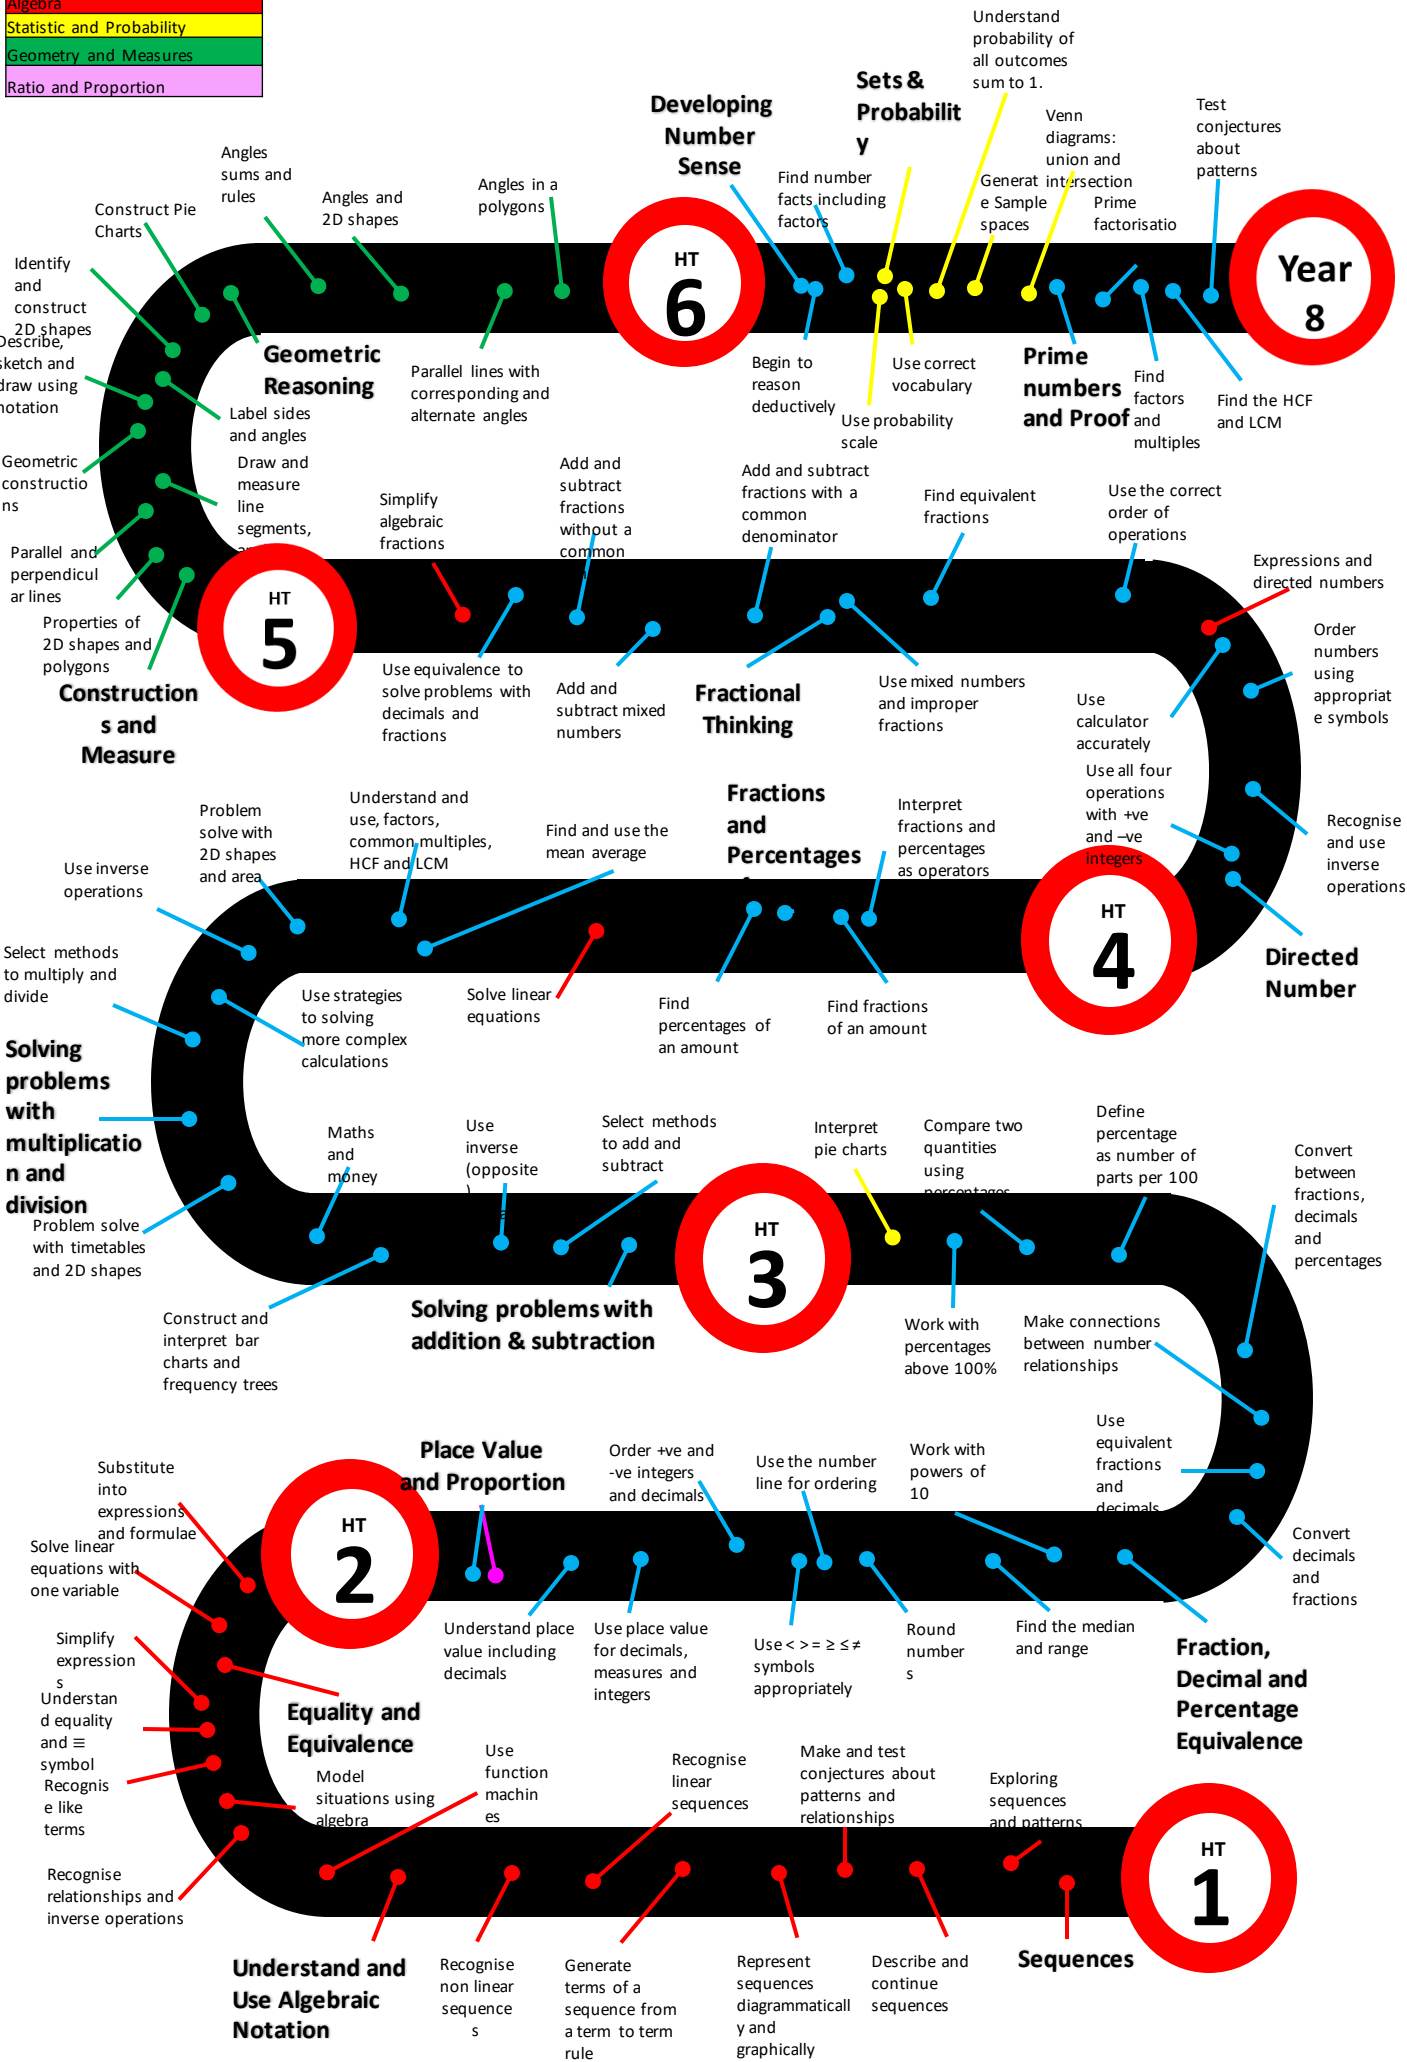 Algebra
Statistic and Probability
Geometry and Measures
Ratio and Proportion
Understand
probability of
all outcomes
sum to 1.
Sets &
Probabilit
y
Developing
Number
Sense
Venn
diagrams:
union and
intersection
Test
conjectures
about
patterns
Angles
sums and
rules
Angles and
2D shapes
Angles in a
polygons
Find number
facts including
factors
Generat
e Sample
spaces
Prime
factorisatio
Construct Pie
Charts
Identify
and
construct
2D shapes
HT
6
Year
8
Describe,
sketch and
draw using
notation
Geometric
Reasoning
Parallel lines with
corresponding and
alternate angles
Begin to
reason
deductively
Use correct
vocabulary
Use probability
scale
Prime
numbers
and Proof
Find
factors
and
multiples
Find the HCF
and LCM
Label sides
and angles
Geometric
constructio
ns
Draw and
measure
line
segments,
Parallel and
perpendicul
ar lines
Properties of
2D shapes and
polygons
Construction
s and
Measure
HT
5
Simplify
algebraic
fractions
Add and
subtract
fractions
without a
common
Add and subtract
fractions with a
common
denominator
Find equivalent
fractions
Use the correct
order of
operations
Expressions and
directed numbers
Order
numbers
using
appropriat
e symbols
Use equivalence to
solve problems with
decimals and
fractions
Add and
subtract mixed
numbers
Fractional
Thinking
Use mixed numbers
and improper
fractions
Use
calculator
accurately
Use all four
operations
with +ve
and –ve
integers
Recognise
and use
inverse
operations
Directed
Number
HT
4
Problem
solve with
2D shapes
and area
Understand and
use, factors,
common multiples,
HCF and LCM
Find and use the
mean average
Fractions
and
Percentages
Interpret
fractions and
percentages
as operators
Use inverse
operations
Select methods
to multiply and
divide
Use strategies
to solving
more complex
calculations
Solve linear
equations
Find
percentages of
an amount
Find fractions
of an amount
Solving
problems
with
multiplicatio
n and
division
Maths
and
money
Use
inverse
(opposite
)
Select methods
to add and
subtract
Interpret
pie charts
Compare two
quantities
using
percentages
Define
percentage
as number of
parts per 100
Convert
between
fractions,
decimals
and
percentages
Problem solve
with timetables
and 2D shapes
HT
3
Construct and
interpret bar
charts and
frequency trees
Solving problems with
addition & subtraction
Work with
percentages
above 100%
Make connections
between number
relationships
Use
equivalent
fractions
and
decimals
Place Value
and Proportion
Order +ve and
-ve integers
and decimals
Use the number
line for ordering
Work with
powers of
10
Convert
decimals
and
fractions
Substitute
into
expressions
and formulae
Solve linear
equations with
one variable
HT
2
Understand place
value including
decimals
Use place value
for decimals,
measures and
integers
Use < > = ≥ ≤ ≠
symbols
appropriately
Round
number
s
Find the median
and range
Fraction,
Decimal and
Percentage
Equivalence
Simplify
expression
s
Understan
d equality
and ≡
symbol
Recognis
e like
terms
Equality and
Equivalence
Model
situations using
algebra
Use
function
machin
es
Recognise
linear
sequences
Make and test
conjectures about
patterns and
relationships
Exploring
sequences
and patterns
HT
1
Recognise
relationships and
inverse operations
Understand and
Use Algebraic
Notation
Recognise
non linear
sequence
s
Generate
terms of a
sequence from
a term to term
rule
Represent
sequences
diagrammaticall
y and
graphically
Describe and
continue
sequences
Sequences